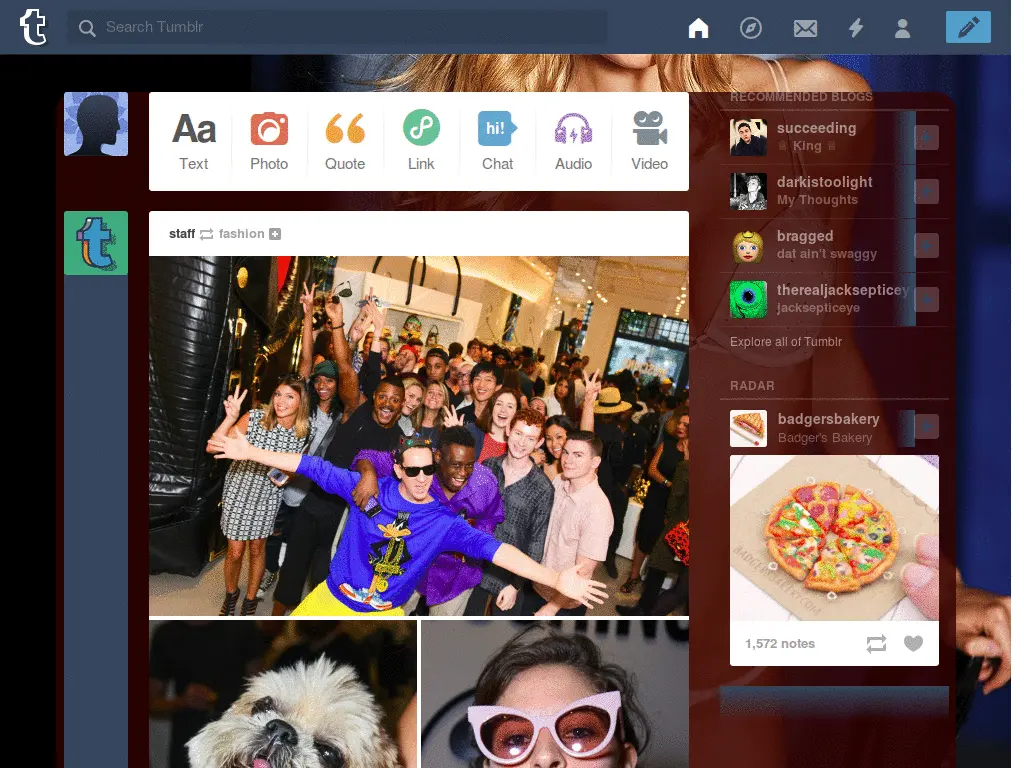 t
Search Tumblr
RECOMMENDED BLOGS
Aa
hi!
Text
Photo
Quote
Link
Chat
Audio
Video
succeeding
King
darkistoolight
My Thoughts
bragged
dat ain't swaggy
therealjackseptice
jacksepticeye
Explore all of Tumblr
t
staff fashion
RADAR
badgersbakery
Badger's Bakery
1,572 notes